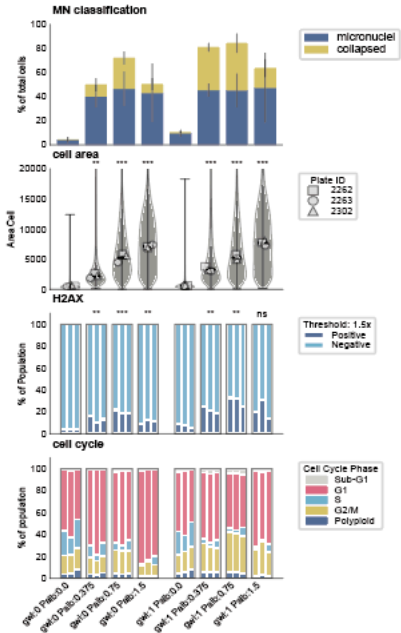 MN classification
100
80
60
40
20
0
% of total cells
micronuclei
collapsed
cell area
20000
15000
10000
5000
0
Area Cell
** *** *** *** *** ***
Plate ID
2262
2263
2302
H2AX
** *** ** ** ** ns
100
80
60
40
20
0
% of Population
Threshold: 1.5x
Positive
Negative
cell cycle
100
80
60
40
20
0
% of population
Cell Cycle Phase
Sub-G1
G1
S
G2/M
Polyploid
gwl:0 Palb:0.0
gwl:0 Palb:0.375
gwl:0 Palb:0.75
gwl:0 Palb:1.5
gwl:1 Palb:0.0
gwl:1 Palb:0.375
gwl:1 Palb:0.75
gwl:1 Palb:1.5